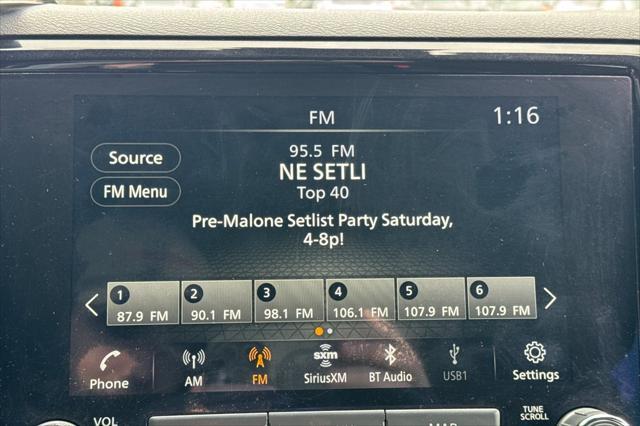 FM
1:16
Source
FM Menu
95.5 FM
NE SETLI
Top 40
Pre-Malone Setlist Party Saturday,
4-8p!
1
87.9 FM
2
90.1 FM
3
98.1 FM
4
106.1 FM
5
107.9 FM
6
107.9 FM
Phone
AM
FM
sxm
SiriusXM
BT Audio
USB1
Settings
VOL
MAP
TUNE
SCROLL